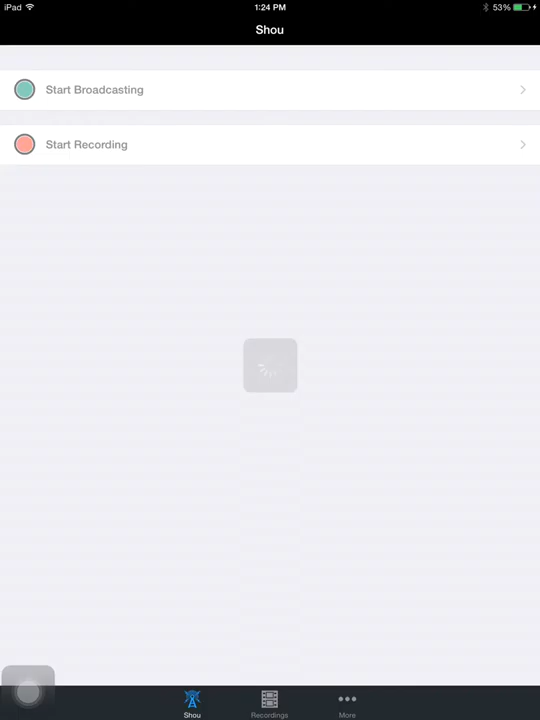 iPad 1:24 PM 53%
Shou
Start Broadcasting
Start Recording
Shou Recordings More